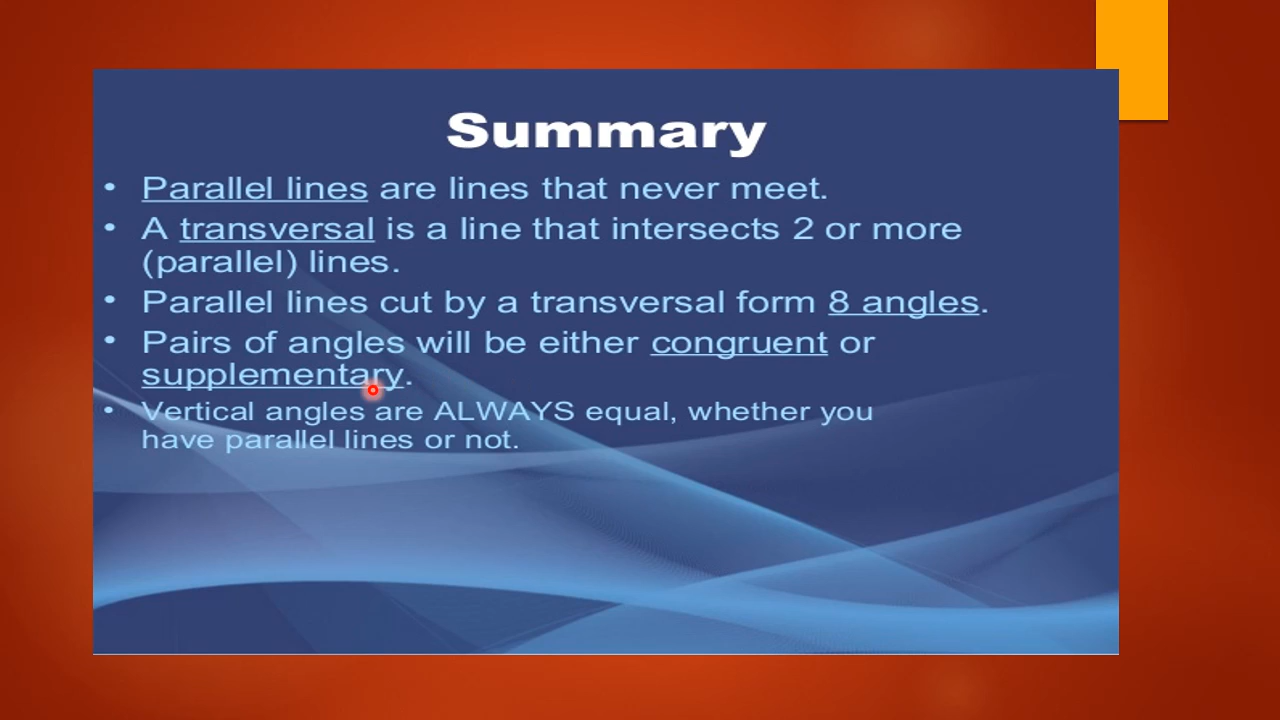 Summary
• Parallel lines are lines that never meet.
• A transversal is a line that intersects 2 or more
(parallel) lines.
• Parallel lines cut by a transversal form 8 angles.
• Pairs of angles will be either congruent or
supplementary.
• Vertical angles are ALWAYS equal, whether you
have parallel lines or not.